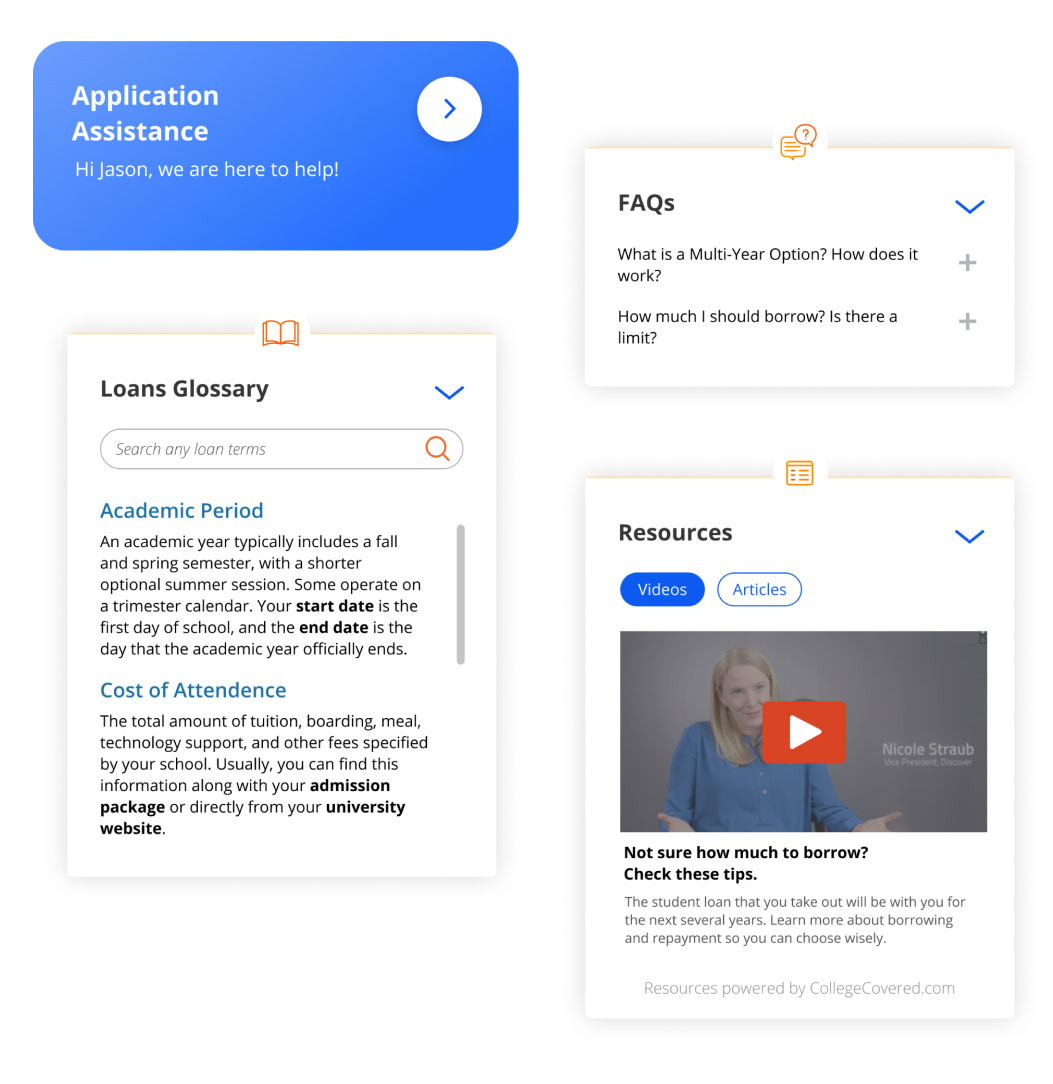 Application
Assistance
Hi Jason, we are here to help!
Loans Glossary
Search any loan terms
Academic Period
An academic year typically includes a fall
and spring semester, with a shorter
optional summer session. Some operate on
a trimester calendar. Your start date is the
first day of school, and the end date is the
day that the academic year officially ends.
Cost of Attendence
The total amount of tuition, boarding, meal,
technology support, and other fees specified
by your school. Usually, you can find this
information along with your admission
package or directly from your university
website.
FAQs
What is a Multi-Year Option? How does it
work?
How much I should borrow? Is there a
limit?
Resources
Videos
Articles
Nicole Straub
Vice President, Discover
Not sure how much to borrow?
Check these tips.
The student loan that you take out will be with you for
the next several years. Learn more about borrowing
and repayment so you can choose wisely.
Resources powered by CollegeCovered.com